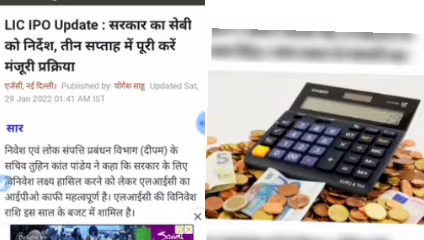 LIC IPO Update : सरकार का सेबी
को निर्देश, तीन सप्ताह में पूरी करें
मंजूरी प्रक्रिया
एजेंसी, नई दिल्ली। Published by: योगेश साहू Updated Sat,
29 Jan 2022 01:41 AM IST
सार
निवेश एवं लोक संपत्ति प्रबंधन विभाग (दीपम) के
सचिव तुहिन कांत पांडेय ने कहा कि सरकार के लिए
विनिवेश लक्ष्य हासिल करने को लेकर एलआईसी का
आईपीओ काफी महत्वपूर्ण है। एलआईसी की विनिवेश
राशि इस साल के बजट में शामिल है।